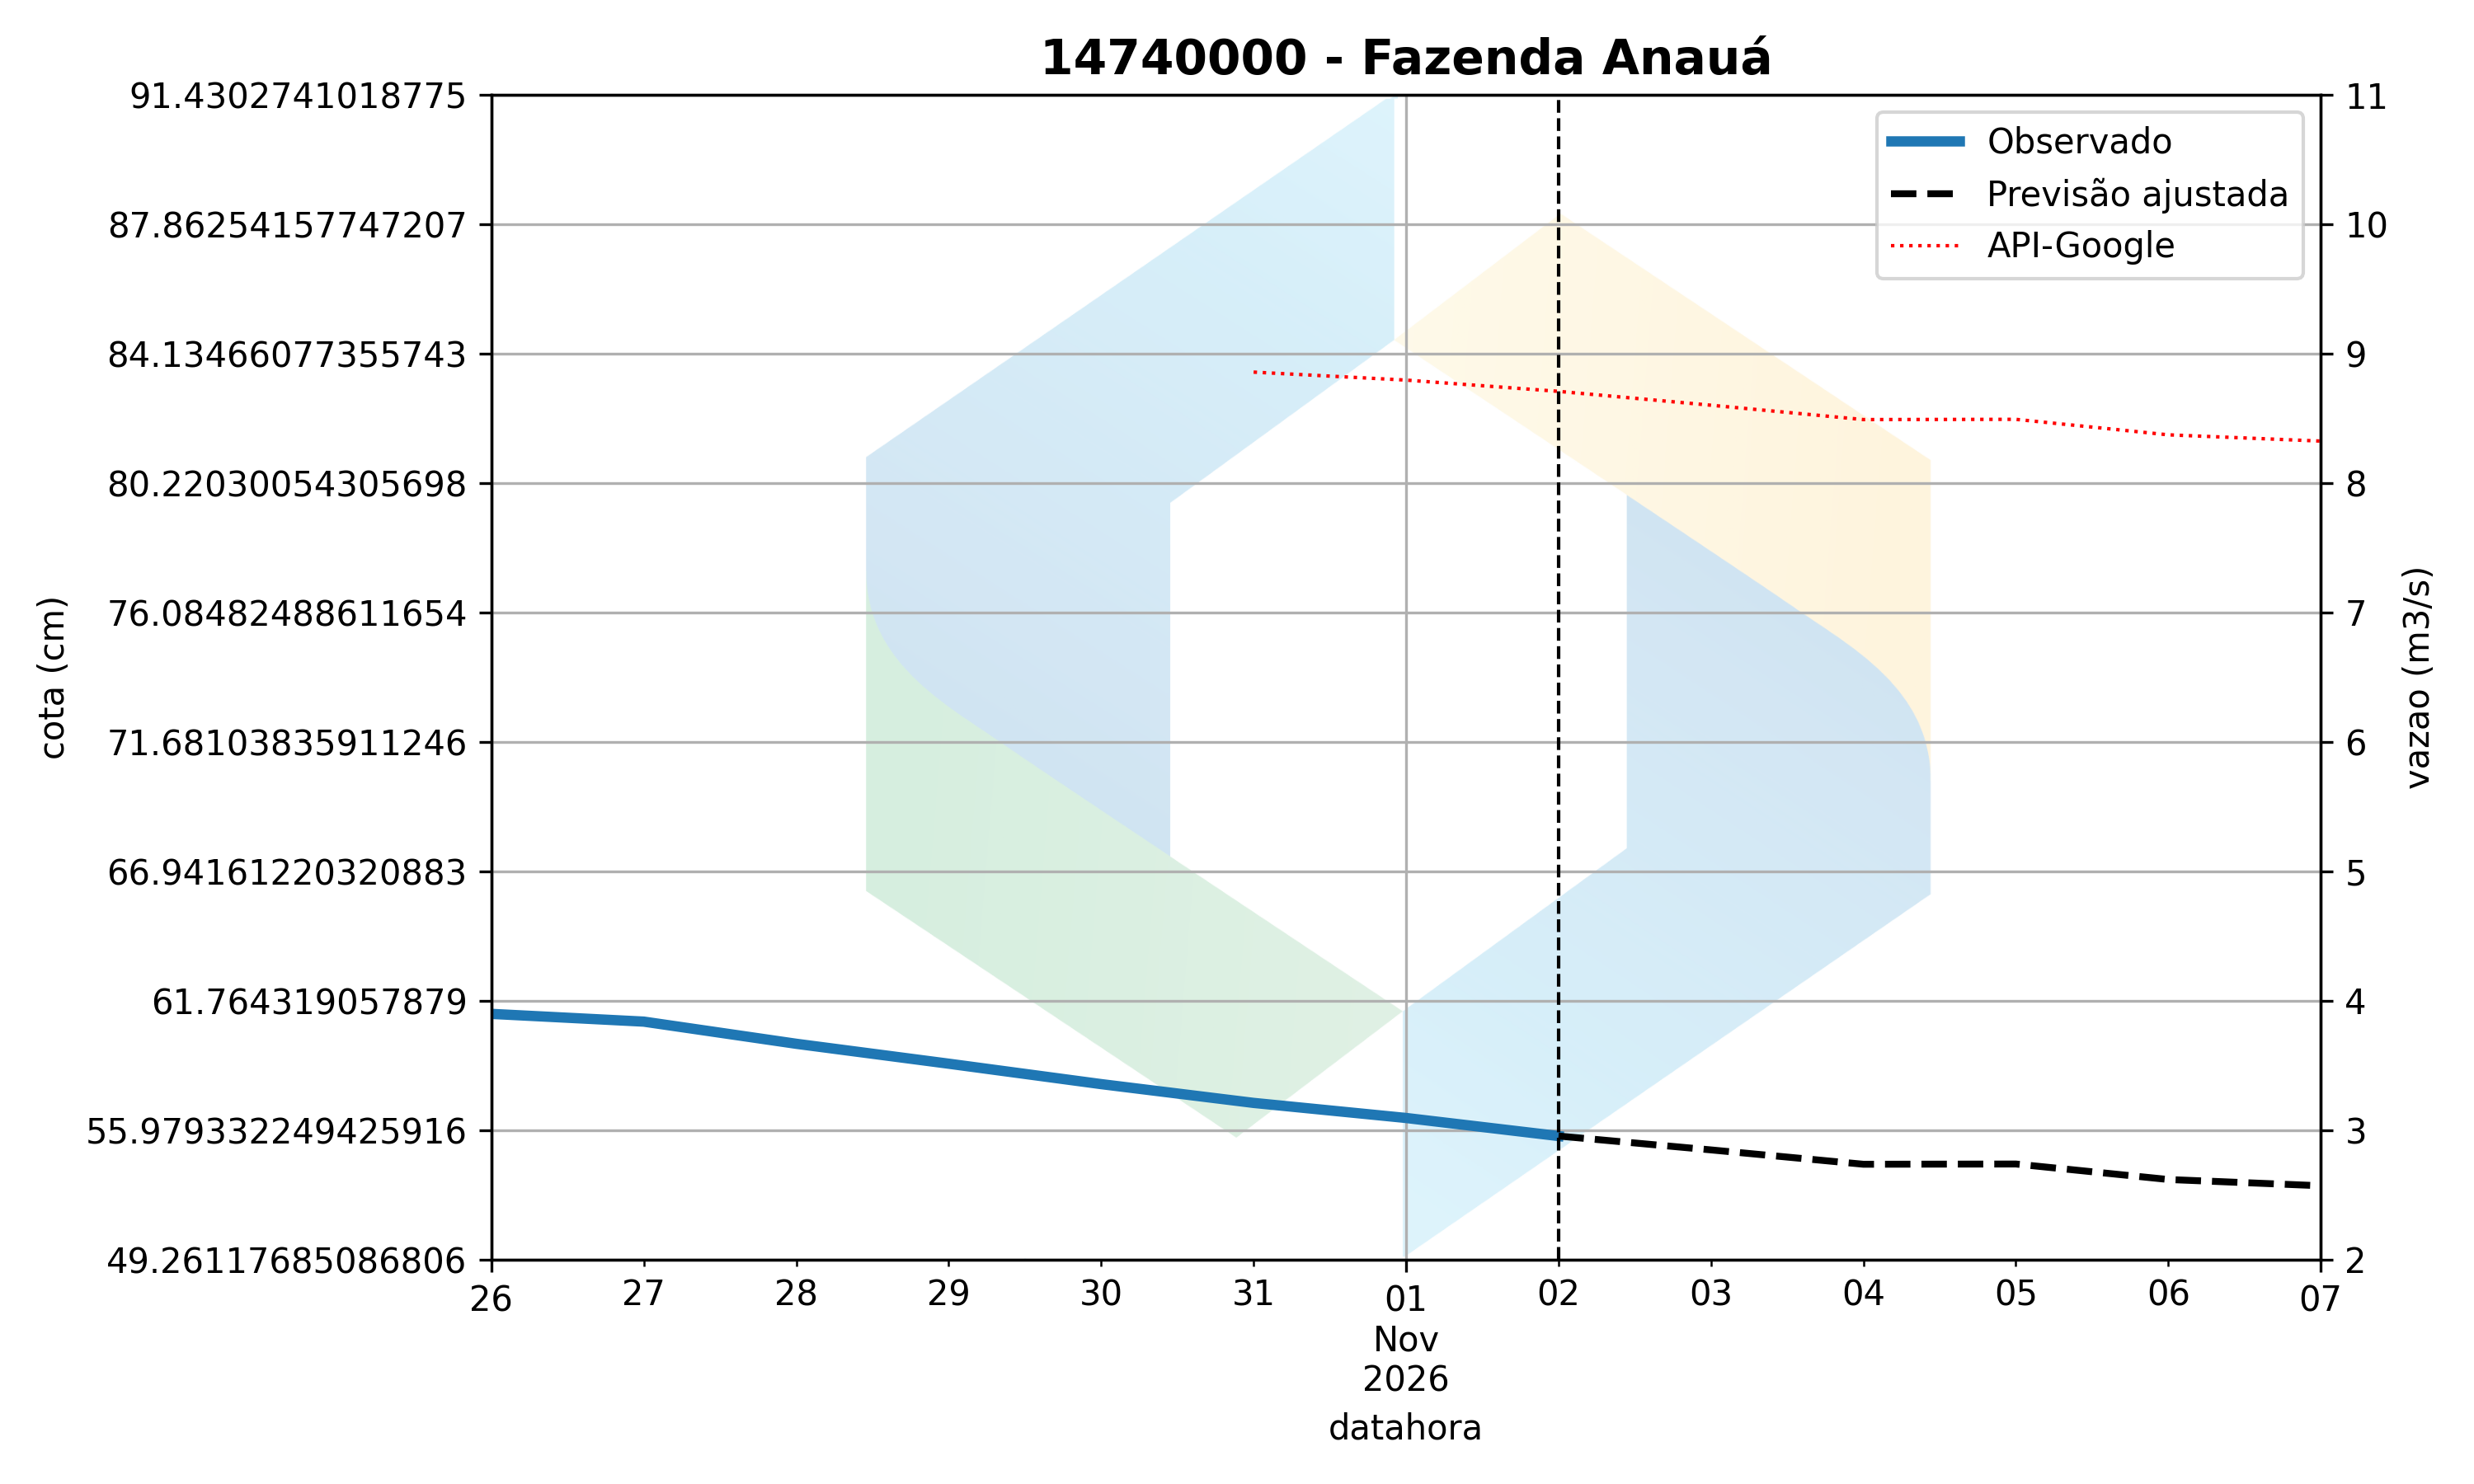 14740000 - Fazenda Anauá
91.4302741018775
87.86254157747207
84.13466077355743
80.22030054305698
76.08482488611654
71.68103835911246
66.94161220320883
61.764319057879
55.979332249425916
49.261176850868​06
cota (cm)
11
10
9
8
7
6
5
4
3
2
vazao (m3/s)
Observado
Previsão ajustada
API-Google
26 27 28 29 30 31 01 02 03 04 05 06 07
Nov
2026
datahora